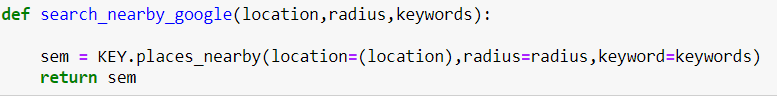 def search_nearby_google(location,radius,keywords):
sem = KEY.places_nearby(location=(location),radius=radius,keyword=keywords)
return sem